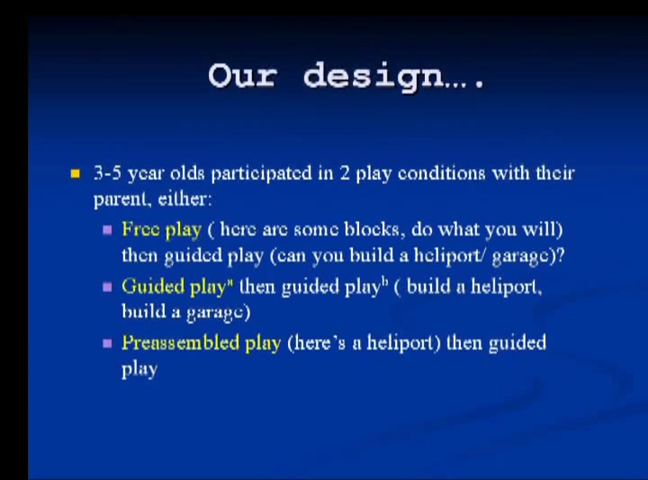 Our design….
3-5 year olds participated in 2 play conditions with their
parent, either:
Free play ( here are some blocks, do what you will)
then guided play (can you build a heliport/ garage)?
Guided playᵃ then guided playᵇ ( build a heliport,
build a garage)
Preassembled play (here’s a heliport) then guided
play